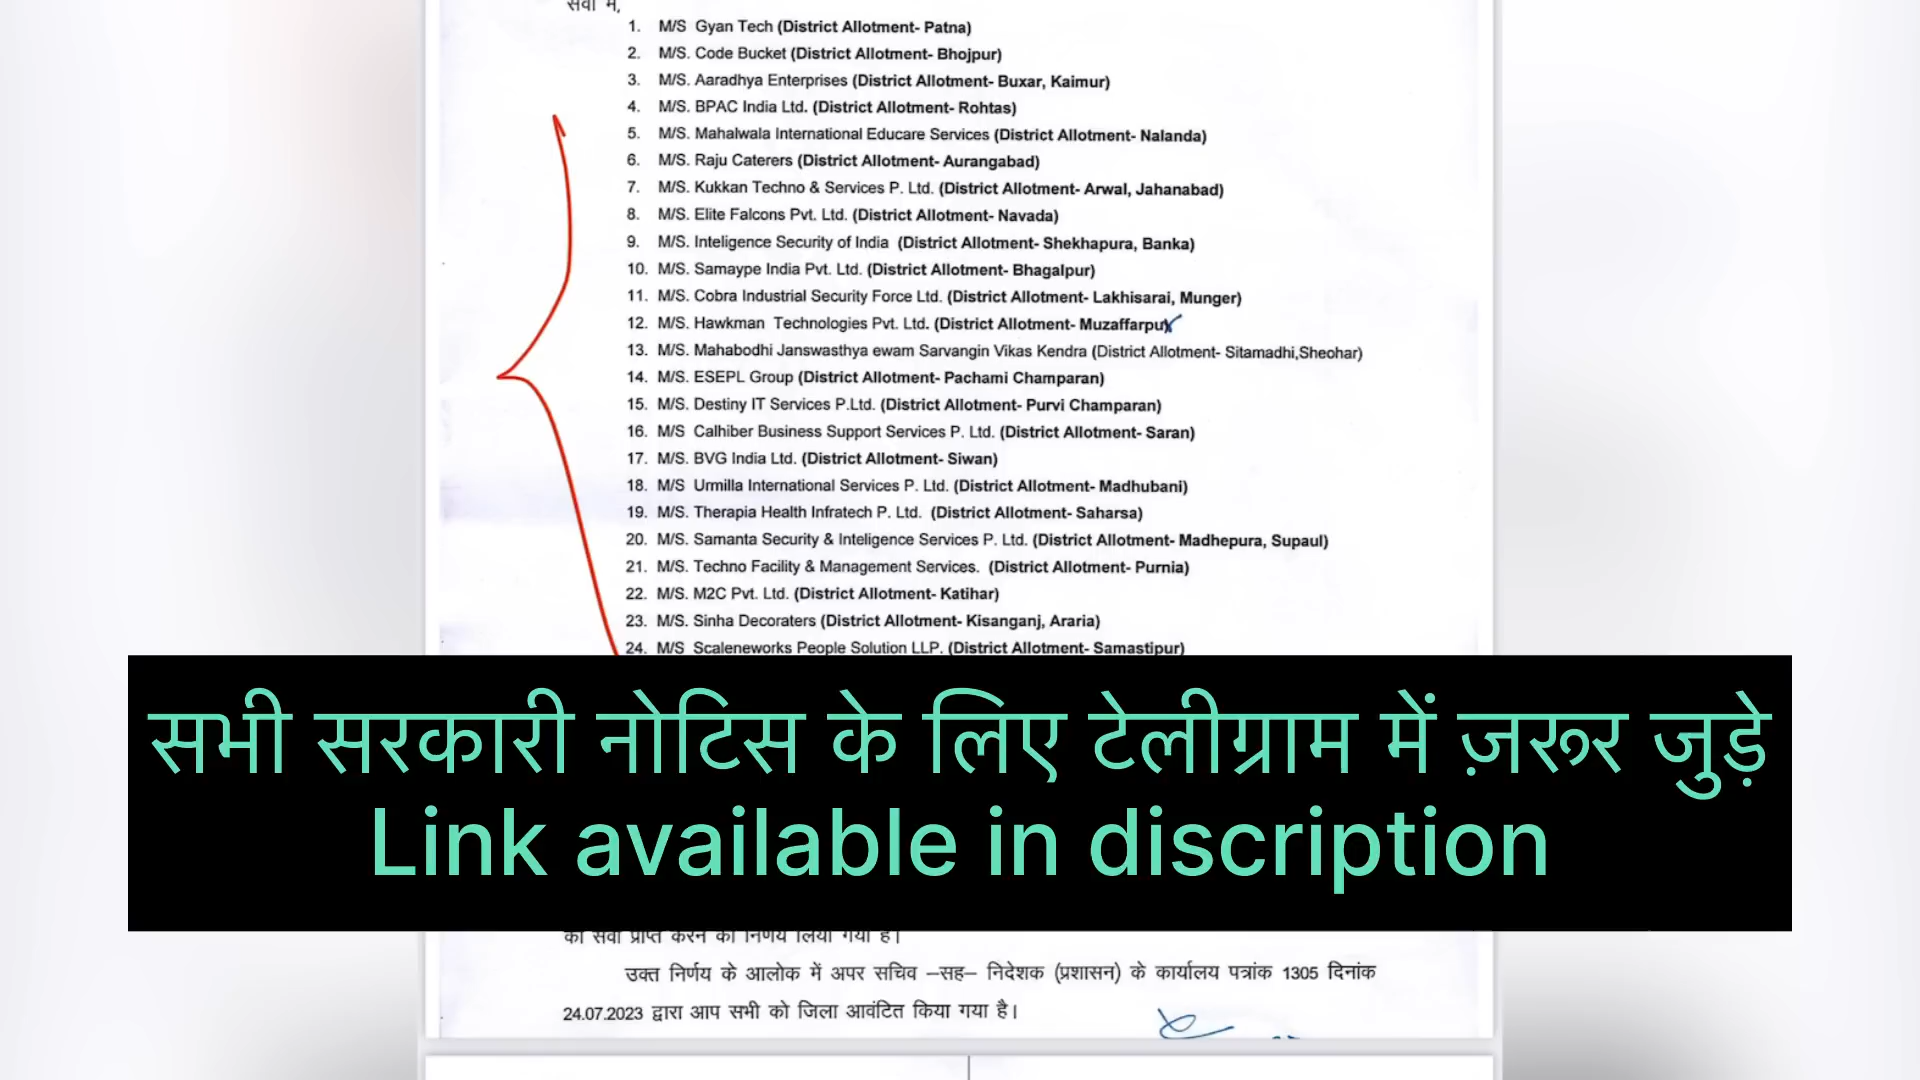 सेवा में,
1. M/S Gyan Tech (District Allotment- Patna)
2. M/S. Code Bucket (District Allotment- Bhojpur)
3. M/S. Aaradhya Enterprises (District Allotment- Buxar, Kaimur)
4. M/S. BPAC India Ltd. (District Allotment- Rohtas)
5. M/S. Mahalwala International Educare Services (District Allotment- Nalanda)
6. M/S. Raju Caterers (District Allotment- Aurangabad)
7. M/S. Kukkan Techno & Services P. Ltd. (District Allotment- Arwal, Jahanabad)
8. M/S. Elite Falcons Pvt. Ltd. (District Allotment- Navada)
9. M/S. Inteligence Security of India (District Allotment- Shekhapura, Banka)
10. M/S. Samaype India Pvt. Ltd. (District Allotment- Bhagalpur)
11. M/S. Cobra Industrial Security Force Ltd. (District Allotment- Lakhisarai, Munger)
12. M/S. Hawkman Technologies Pvt. Ltd. (District Allotment- Muzaffarpur)
13. M/S. Mahabodhi Janswasthya ewam Sarvangin Vikas Kendra (District Allotment- Sitamadhi,Sheohar)
14. M/S. ESEPL Group (District Allotment- Pachami Champaran)
15. M/S. Destiny IT Services P.Ltd. (District Allotment- Purvi Champaran)
16. M/S Calhiber Business Support Services P. Ltd. (District Allotment- Saran)
17. M/S. BVG India Ltd. (District Allotment- Siwan)
18. M/S Urmilla International Services P. Ltd. (District Allotment- Madhubani)
19. M/S. Therapia Health Infratech P. Ltd. (District Allotment- Saharsa)
20. M/S. Samanta Security & Inteligence Services P. Ltd. (District Allotment- Madhepura, Supaul)
21. M/S. Techno Facility & Management Services. (District Allotment- Purnia)
22. M/S. M2C Pvt. Ltd. (District Allotment- Katihar)
23. M/S. Sinha Decoraters (District Allotment- Kisanganj, Araria)
24. M/S Scaleneworks People Solution LLP. (District Allotment- Samastipur)
सभी सरकारी नोटिस के लिए टेलीग्राम में ज़रूर जुड़े
Link available in discription
की सेवा प्राप्त करने का निर्णय लिया गया है।
उक्त निर्णय के आलोक में अपर सचिव –सह– निदेशक (प्रशासन) के कार्यालय पत्रांक 1305 दिनांक
24.07.2023 द्वारा आप सभी को जिला आवंटित किया गया है।